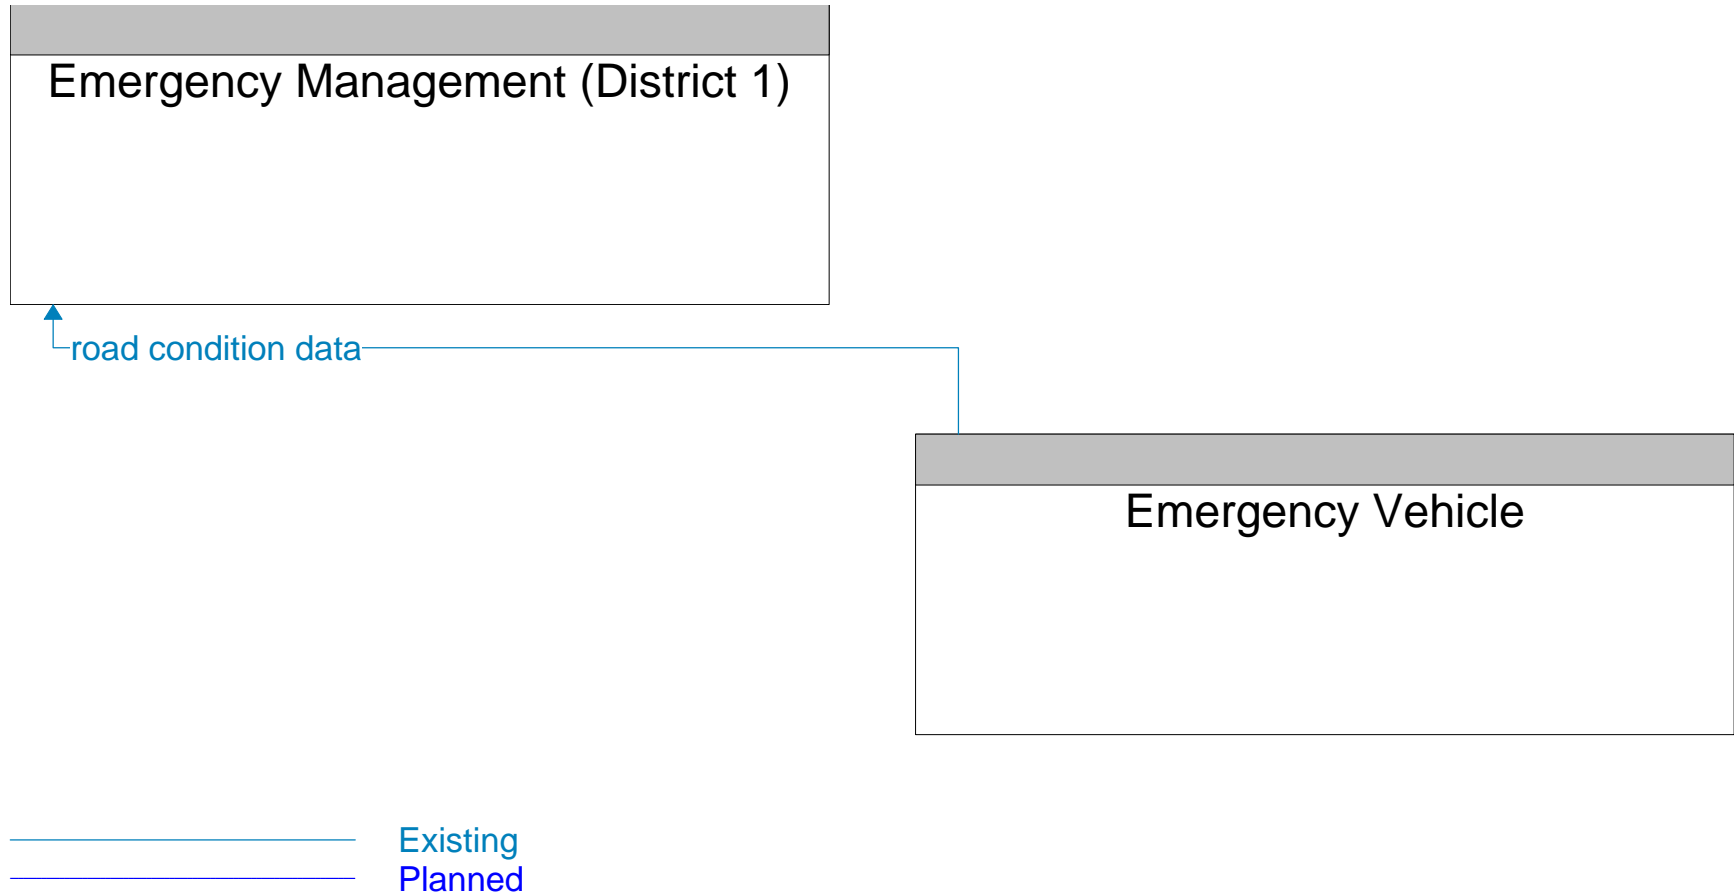 Emergency Management (District 1)
road condition data
Emergency Vehicle
Existing
Planned